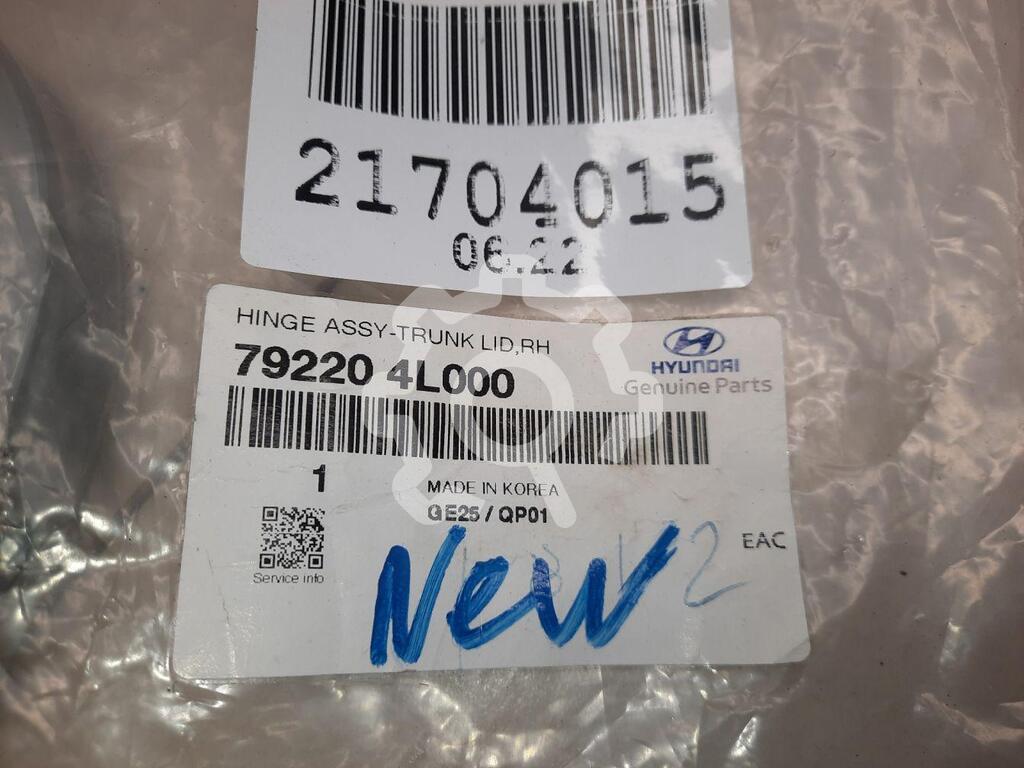 21704015
06.22
HINGE ASSY-TRUNK LID,RH
79220 4L000
HYUNDAI
Genuine Parts
1
MADE IN KOREA
GE25 / QP01
EAC
Service info
New
2